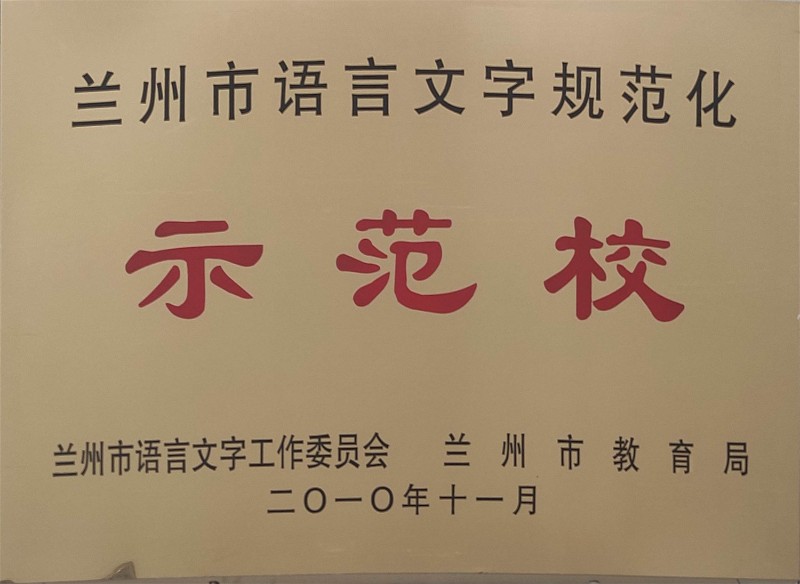 兰州市语言文字规范化
示范校
兰州市语言文字工作委员会 兰州市教育局
二〇一〇年十一月